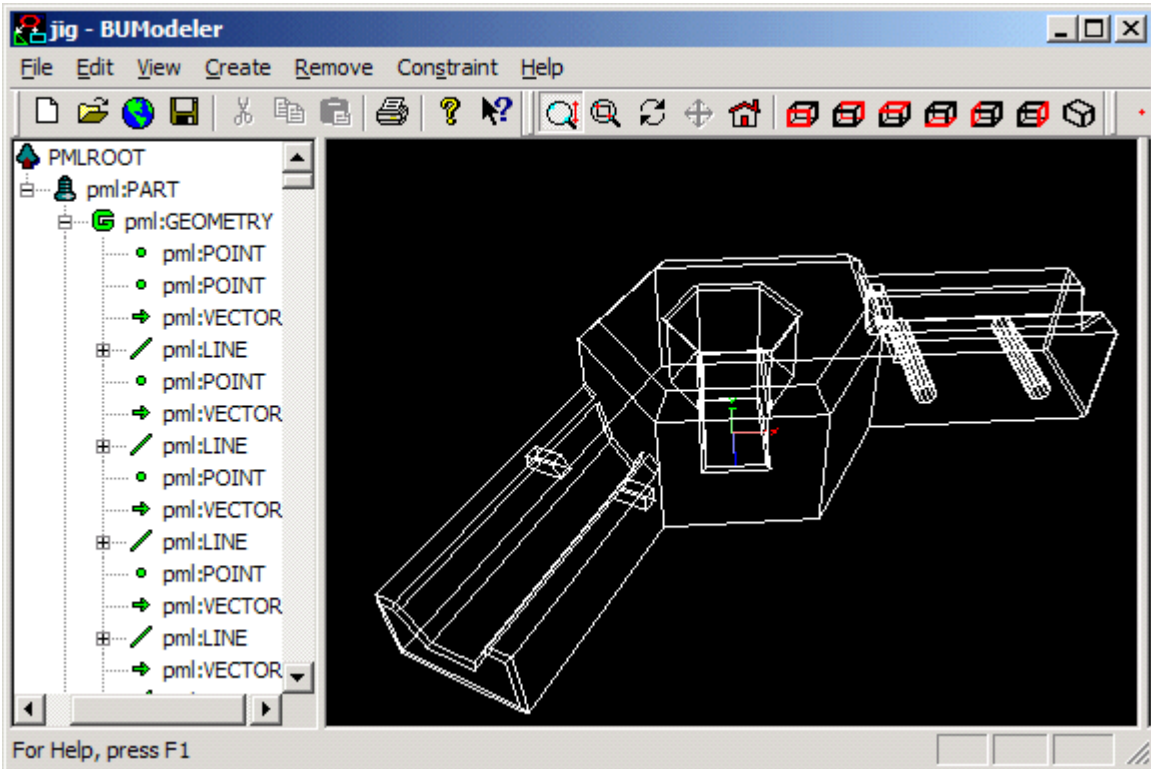 jig - BUModeler
File Edit View Create Remove Constraint Help
PMLROOT
pml:PART
pml:GEOMETRY
pml:POINT
pml:POINT
pml:VECTOR
pml:LINE
pml:POINT
pml:VECTOR
pml:LINE
pml:POINT
pml:VECTOR
pml:LINE
pml:POINT
pml:VECTOR
pml:LINE
pml:VECTOR
For Help, press F1